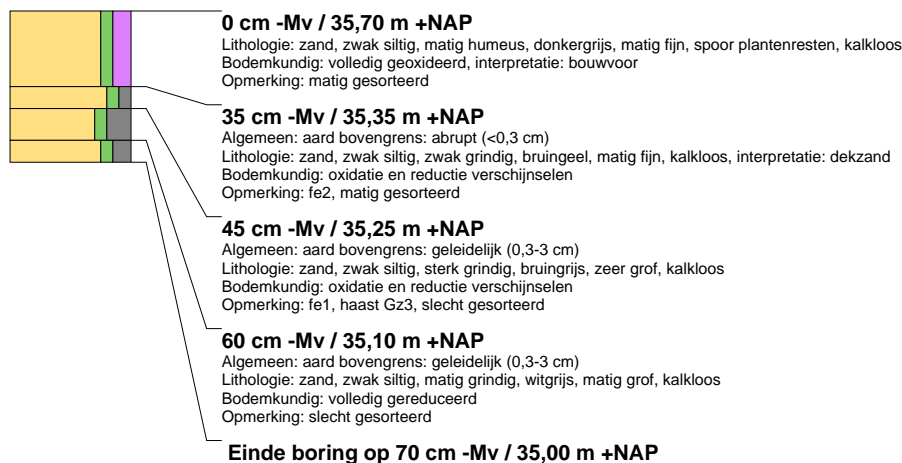 0 cm -Mv / 35,70 m +NAP
Lithologie: zand, zwak siltig, matig humeus, donkergrijs, matig fijn, spoor plantenresten, kalkloos
Bodemkundig: volledig geoxideerd, interpretatie: bouwvoor
Opmerking: matig gesorteerd
35 cm -Mv / 35,35 m +NAP
Algemeen: aard bovengrens: abrupt (<0,3 cm)
Lithologie: zand, zwak siltig, zwak grindig, bruingeel, matig fijn, kalkloos, interpretatie: dekzand
Bodemkundig: oxidatie en reductie verschijnselen
Opmerking: fe2, matig gesorteerd
45 cm -Mv / 35,25 m +NAP
Algemeen: aard bovengrens: geleidelijk (0,3-3 cm)
Lithologie: zand, zwak siltig, sterk grindig, bruingrijs, zeer grof, kalkloos
Bodemkundig: oxidatie en reductie verschijnselen
Opmerking: fe1, haast Gz3, slecht gesorteerd
60 cm -Mv / 35,10 m +NAP
Algemeen: aard bovengrens: geleidelijk (0,3-3 cm)
Lithologie: zand, zwak siltig, matig grindig, witgrijs, matig grof, kalkloos
Bodemkundig: volledig gereduceerd
Opmerking: slecht gesorteerd
Einde boring op 70 cm -Mv / 35,00 m +NAP